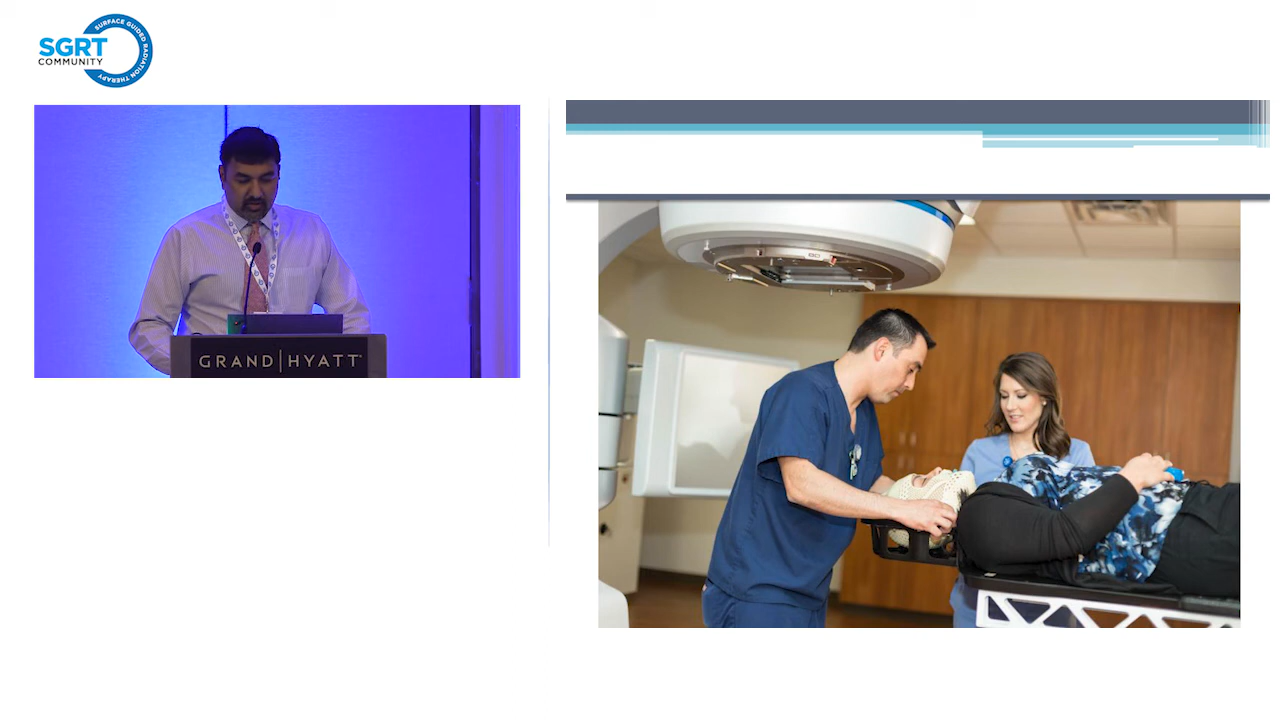 SURFACE GUIDED RADIATION THERAPY
SGRT
COMMUNITY
GRAND | HYATT